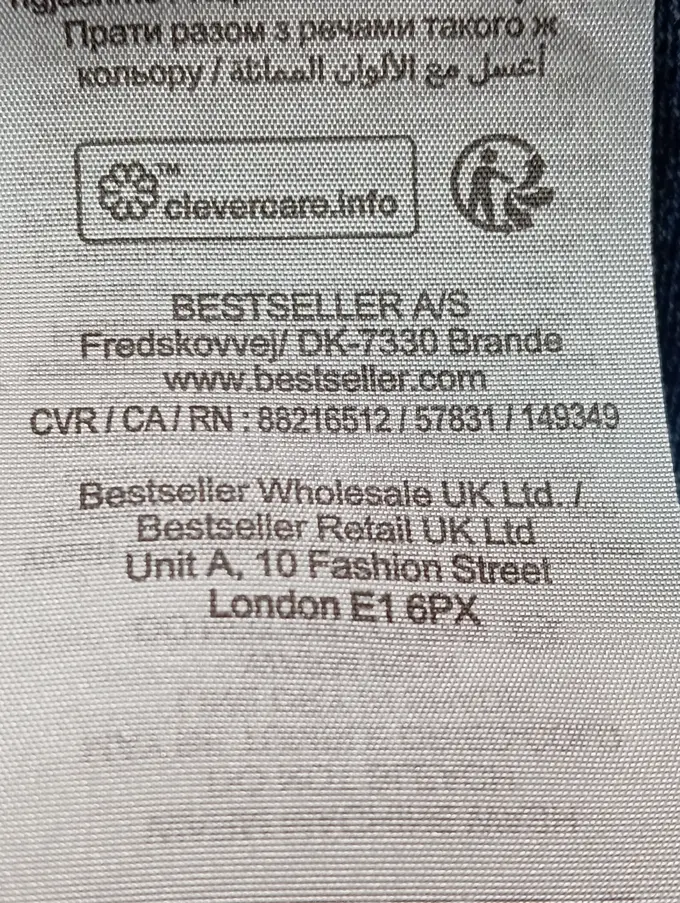 Прати разом з речами такого ж
кольору / اغسل مع الألوان المماثلة
TM
clevercare.info
BESTSELLER A/S
Fredskovvej/ DK-7330 Brande
www.bestseller.com
CVR / CA / RN : 88216512 / 57831 / 149349
Bestseller Wholesale UK Ltd. /
Bestseller Retail UK Ltd
Unit A, 10 Fashion Street
London E1 6PX